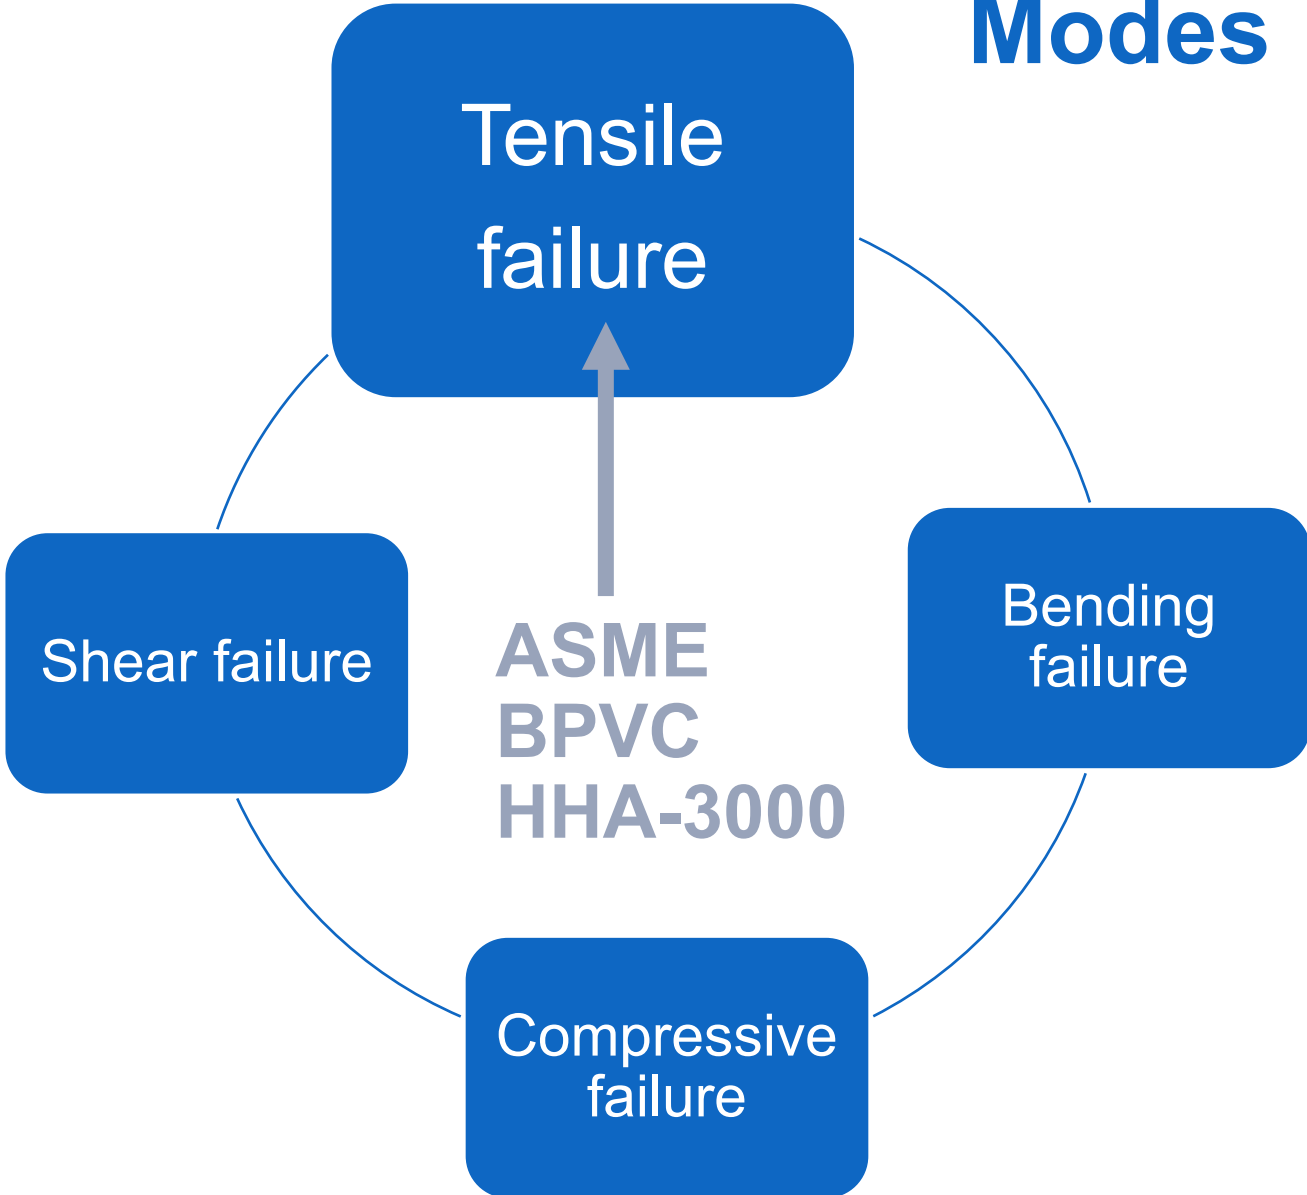 Modes
Tensile
failure
Shear failure
Bending
failure
ASME
BPVC
HHA-3000
Compressive
failure